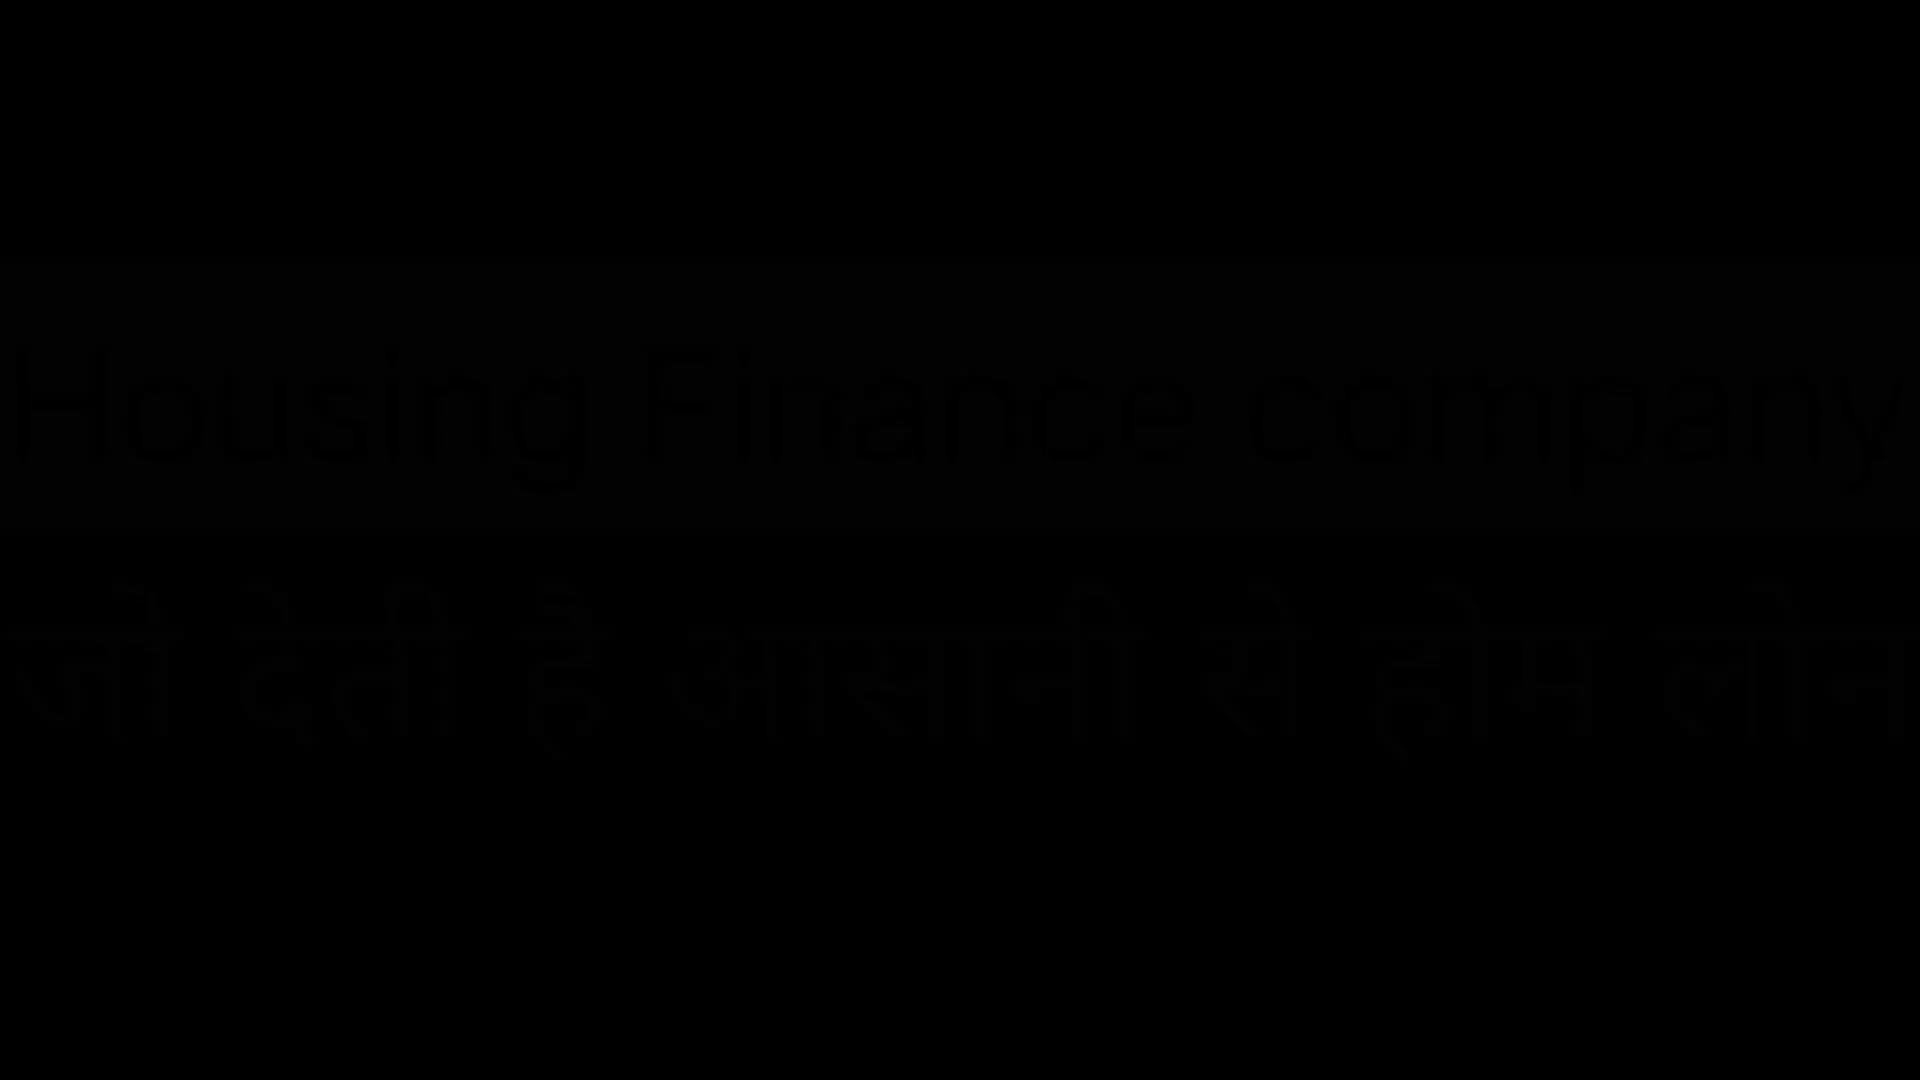 Housing Finance company
जो देती है आसानी से होम लोन